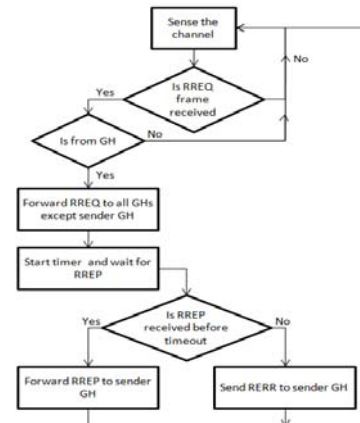 Sense the
channel
No
Yes
Is RREQ
frame
received
Is from GH
No
Yes
Forward RREQ to all GHs
except sender GH
Start timer and wait for
RREP
Is RREP
received before
timeout
Yes
No
Forward RREP to sender
GH
Send RERR to sender GH